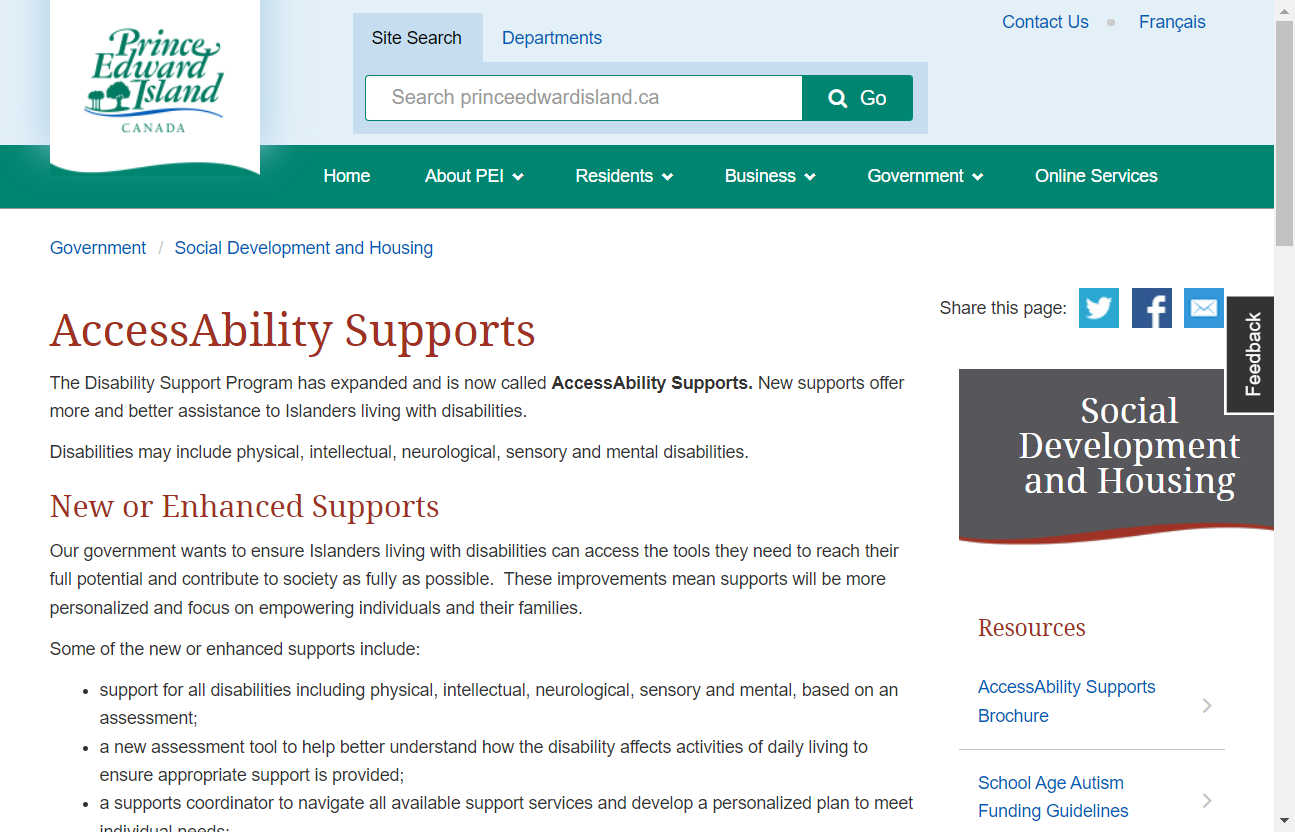 Prince
Edward
Island
CANADA
Site Search
Departments
Contact Us
Français
Search princeedwardisland.ca
Go
Home
About PEI
Residents
Business
Government
Online Services
Government / Social Development and Housing
Share this page:
Feedback
AccessAbility Supports
The Disability Support Program has expanded and is now called AccessAbility Supports. New supports offer
more and better assistance to Islanders living with disabilities.
Disabilities may include physical, intellectual, neurological, sensory and mental disabilities.
New or Enhanced Supports
Our government wants to ensure Islanders living with disabilities can access the tools they need to reach their
full potential and contribute to society as fully as possible.  These improvements mean supports will be more
personalized and focus on empowering individuals and their families.
Some of the new or enhanced supports include:
• support for all disabilities including physical, intellectual, neurological, sensory and mental, based on an
assessment;
• a new assessment tool to help better understand how the disability affects activities of daily living to
ensure appropriate support is provided;
• a supports coordinator to navigate all available support services and develop a personalized plan to meet
individual needs;
Social
Development
and Housing
Resources
AccessAbility Supports
Brochure
School Age Autism
Funding Guidelines